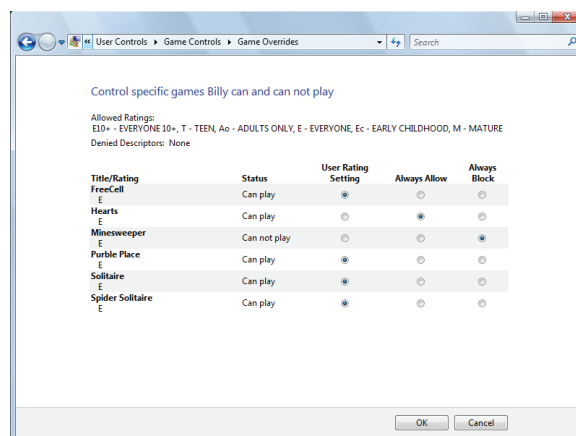 « User Controls ▸ Game Controls ▸ Game Overrides
Search
Control specific games Billy can and can not play
Allowed Ratings:
E10+ - EVERYONE 10+, T - TEEN, Ao - ADULTS ONLY, E - EVERYONE, Ec - EARLY CHILDHOOD, M - MATURE
Denied Descriptors: None
Title/Rating Status User Rating Setting Always Allow Always Block
FreeCell
E Can play
Hearts
E Can play
Minesweeper
E Can not play
Purble Place
E Can play
Solitaire
E Can play
Spider Solitaire
E Can play
OK Cancel